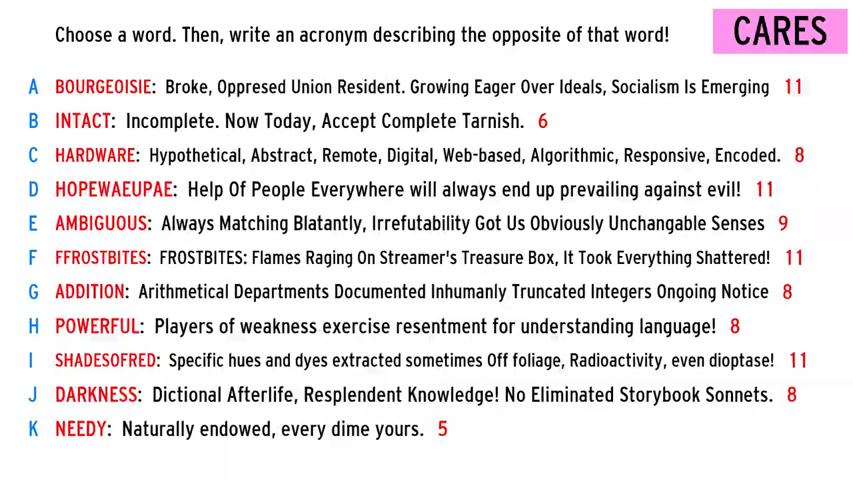 Choose a word. Then, write an acronym describing the opposite of that word!
CARES
A BOURGEOISIE: Broke, Oppresed Union Resident. Growing Eager Over Ideals, Socialism Is Emerging 11
B INTACT: Incomplete. Now Today, Accept Complete Tarnish. 6
C HARDWARE: Hypothetical, Abstract, Remote, Digital, Web-based, Algorithmic, Responsive, Encoded. 8
D HOPEWAEUPAE: Help Of People Everywhere will always end up prevailing against evil! 11
E AMBIGUOUS: Always Matching Blatantly, Irrefutability Got Us Obviously Unchangable Senses 9
F FFROSTBITES: FROSTBITES: Flames Raging On Streamer's Treasure Box, It Took Everything Shattered! 11
G ADDITION: Arithmetical Departments Documented Inhumanly Truncated Integers Ongoing Notice 8
H POWERFUL: Players of weakness exercise resentment for understanding language! 8
I SHADESOFRED: Specific hues and dyes extracted sometimes Off foliage, Radioactivity, even dioptase! 11
J DARKNESS: Dictional Afterlife, Resplendent Knowledge! No Eliminated Storybook Sonnets. 8
K NEEDY: Naturally endowed, every dime yours. 5